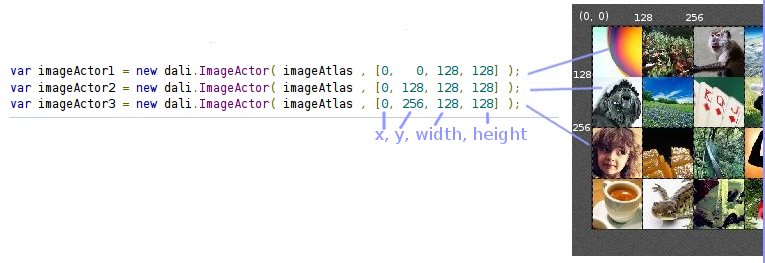 (0, 0)
128 256
var imageActor1 = new dali.ImageActor( imageAtlas , [0, 0, 128, 128] );
128
var imageActor2 = new dali.ImageActor( imageAtlas , [0, 128, 128, 128] );
var imageActor3 = new dali.ImageActor( imageAtlas , [0, 256, 128, 128] );
256
x, y, width, height